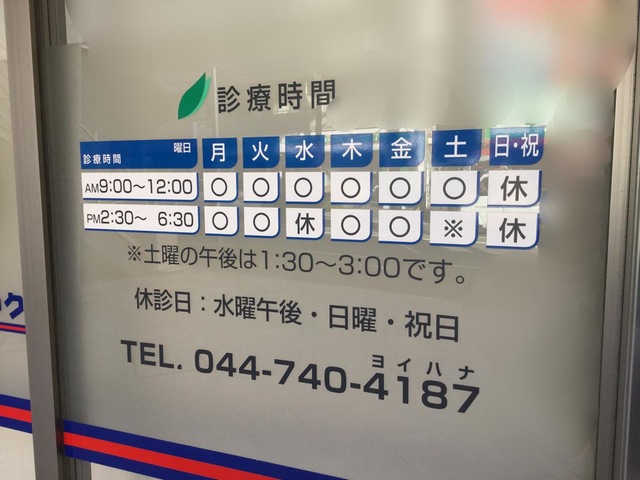 診療時間
診療時間 曜日 月 火 水 木 金 土 日・祝
AM9:00～12:00 ○ ○ ○ ○ ○ ○ 休
PM2:30～ 6:30 ○ ○ 休 ○ ○ ※ 休
※土曜の午後は1:30～3:00です。
休診日：水曜午後・日曜・祝日
ヨイハナ
TEL. 044-740-4187
ク